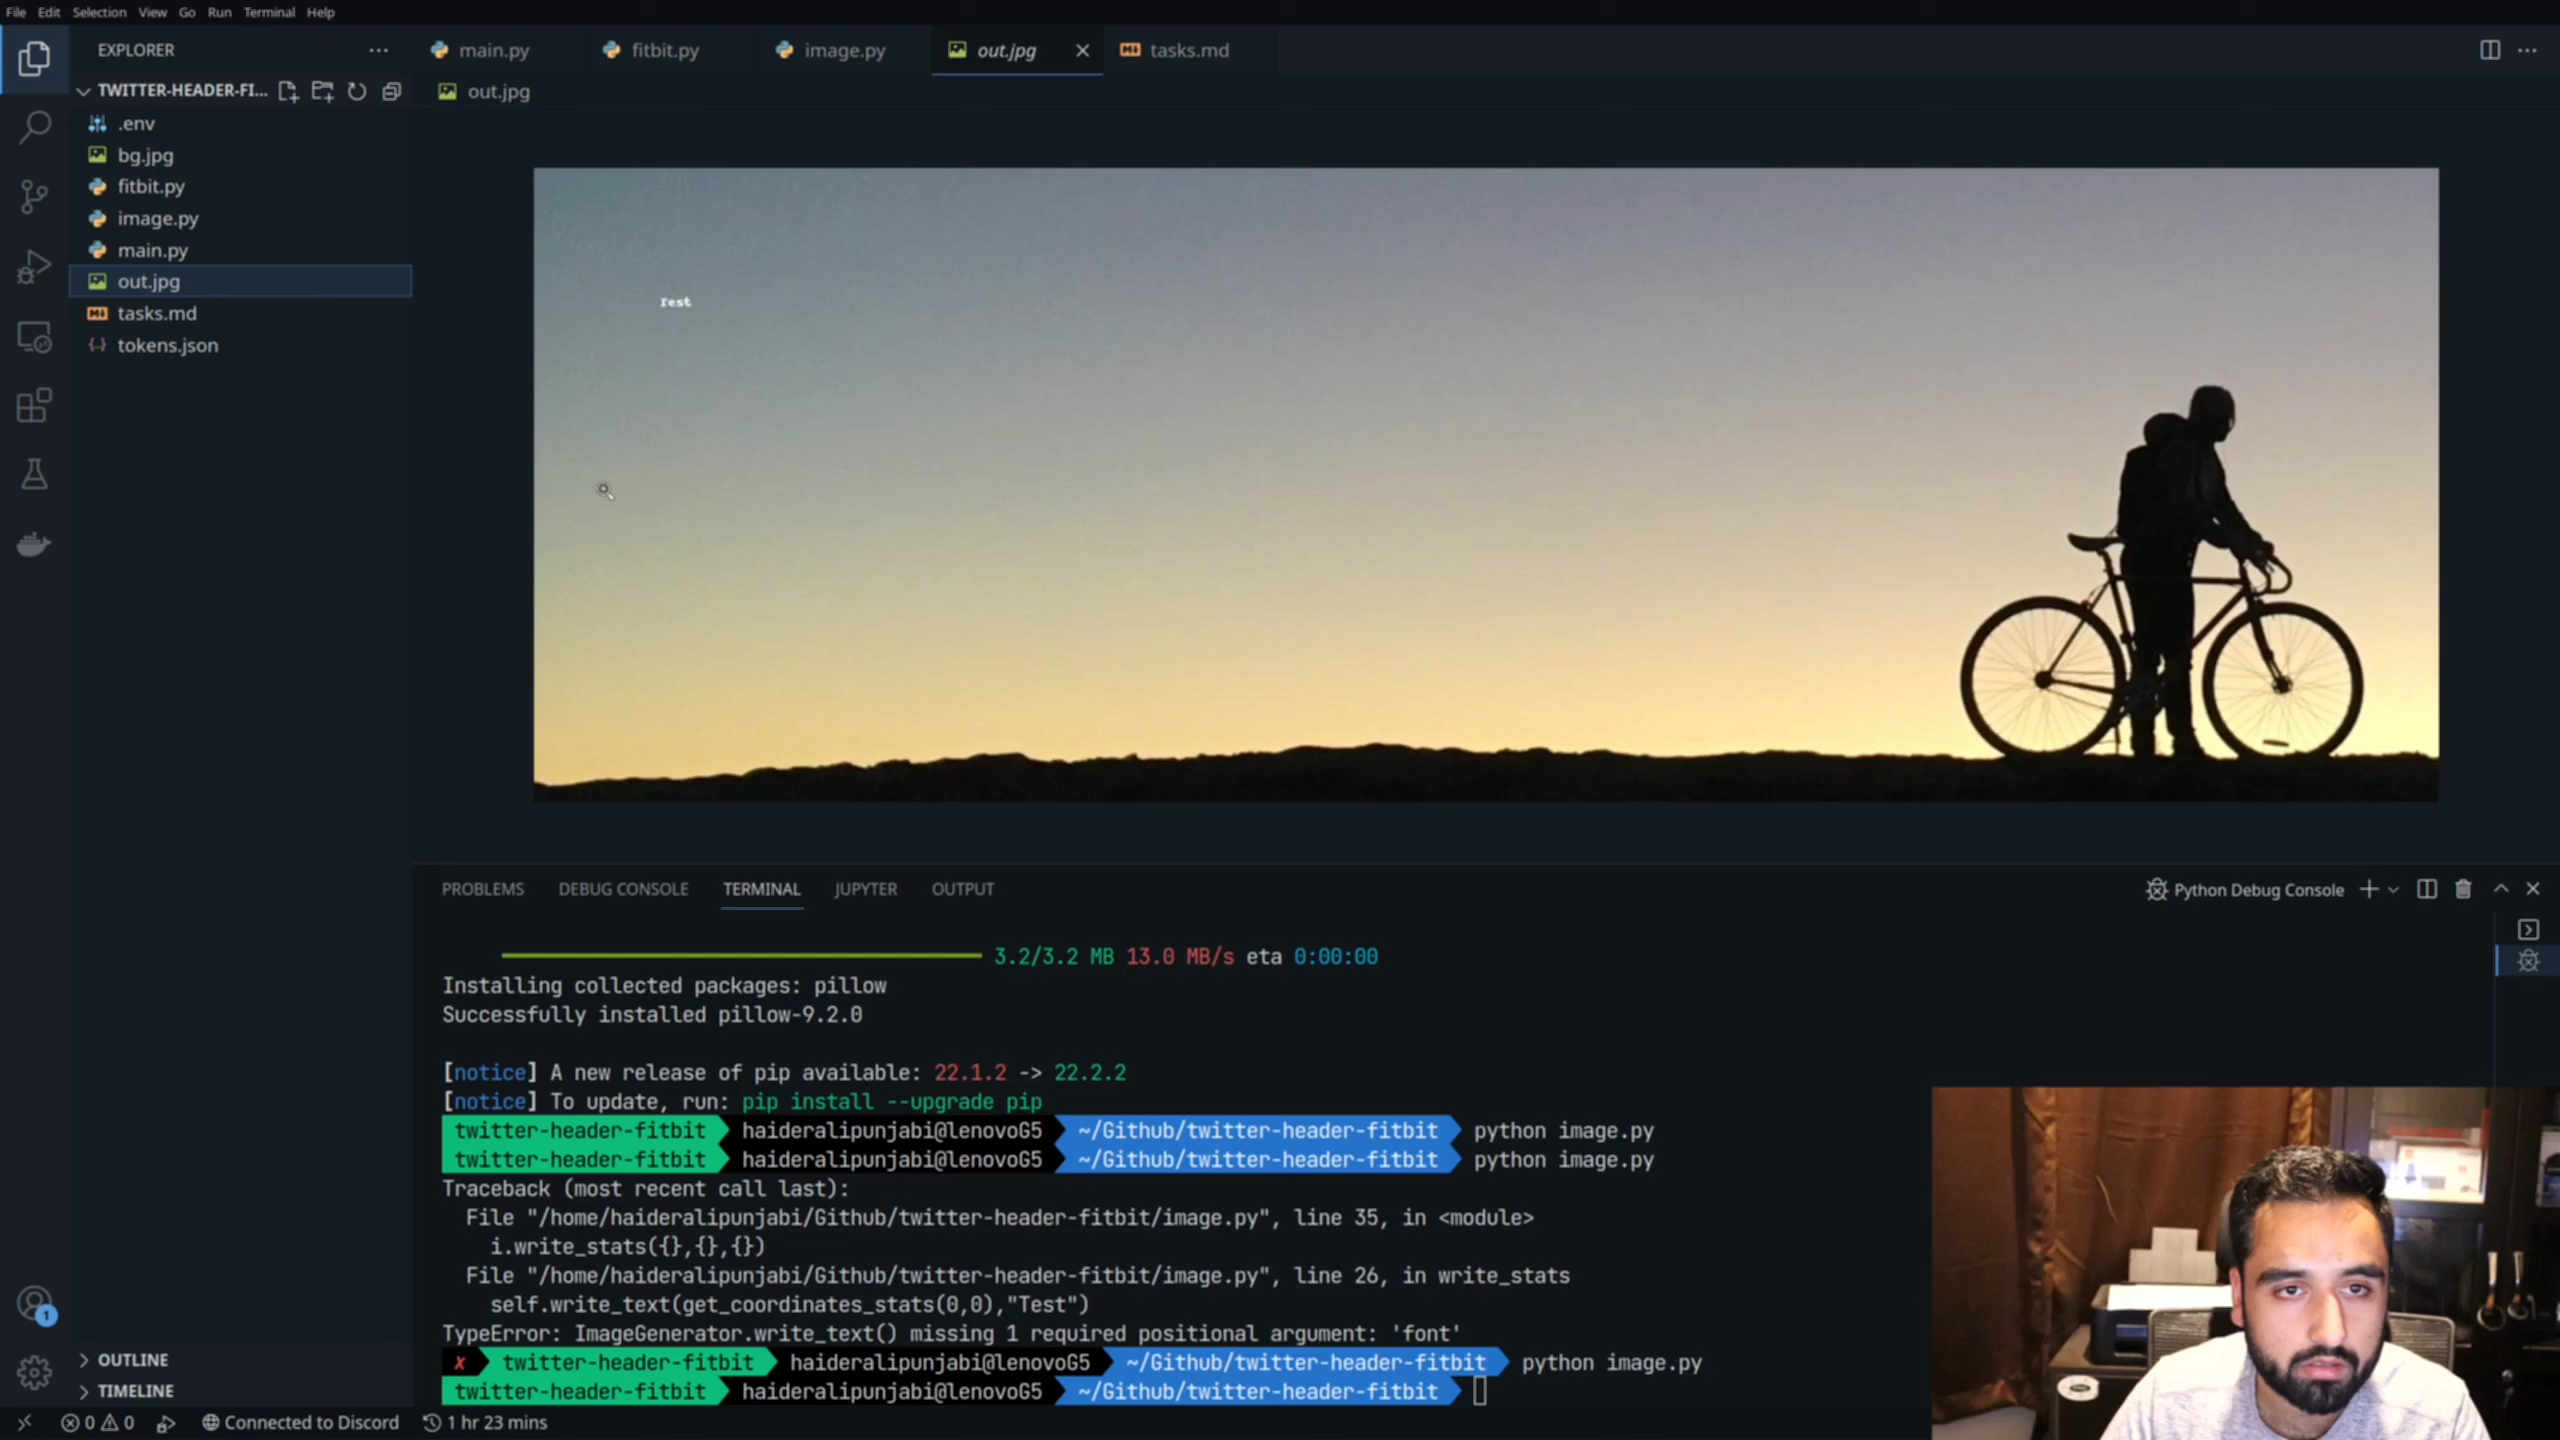 File Edit Selection View Go Run Terminal Help
EXPLORER
main.py fitbit.py image.py out.jpg tasks.md
TWITTER-HEADER-FI...
out.jpg
.env
bg.jpg
fitbit.py
image.py
main.py
out.jpg
tasks.md
tokens.json
Test
PROBLEMS DEBUG CONSOLE TERMINAL JUPYTER OUTPUT
Python Debug Console
3.2/3.2 MB 13.0 MB/s eta 0:00:00
Installing collected packages: pillow
Successfully installed pillow-9.2.0
[notice] A new release of pip available: 22.1.2 -> 22.2.2
[notice] To update, run: pip install --upgrade pip
twitter-header-fitbit haideralipunjabi@lenovoG5 ~/Github/twitter-header-fitbit python image.py
twitter-header-fitbit haideralipunjabi@lenovoG5 ~/Github/twitter-header-fitbit python image.py
Traceback (most recent call last):
File "/home/haideralipunjabi/Github/twitter-header-fitbit/image.py", line 35, in <module>
i.write_stats({},{},{})
File "/home/haideralipunjabi/Github/twitter-header-fitbit/image.py", line 26, in write_stats
self.write_text(get_coordinates_stats(0,0),"Test")
TypeError: ImageGenerator.write_text() missing 1 required positional argument: 'font'
✗ twitter-header-fitbit haideralipunjabi@lenovoG5 ~/Github/twitter-header-fitbit python image.py
twitter-header-fitbit haideralipunjabi@lenovoG5 ~/Github/twitter-header-fitbit
1
OUTLINE
TIMELINE
0 0 Connected to Discord 1 hr 23 mins